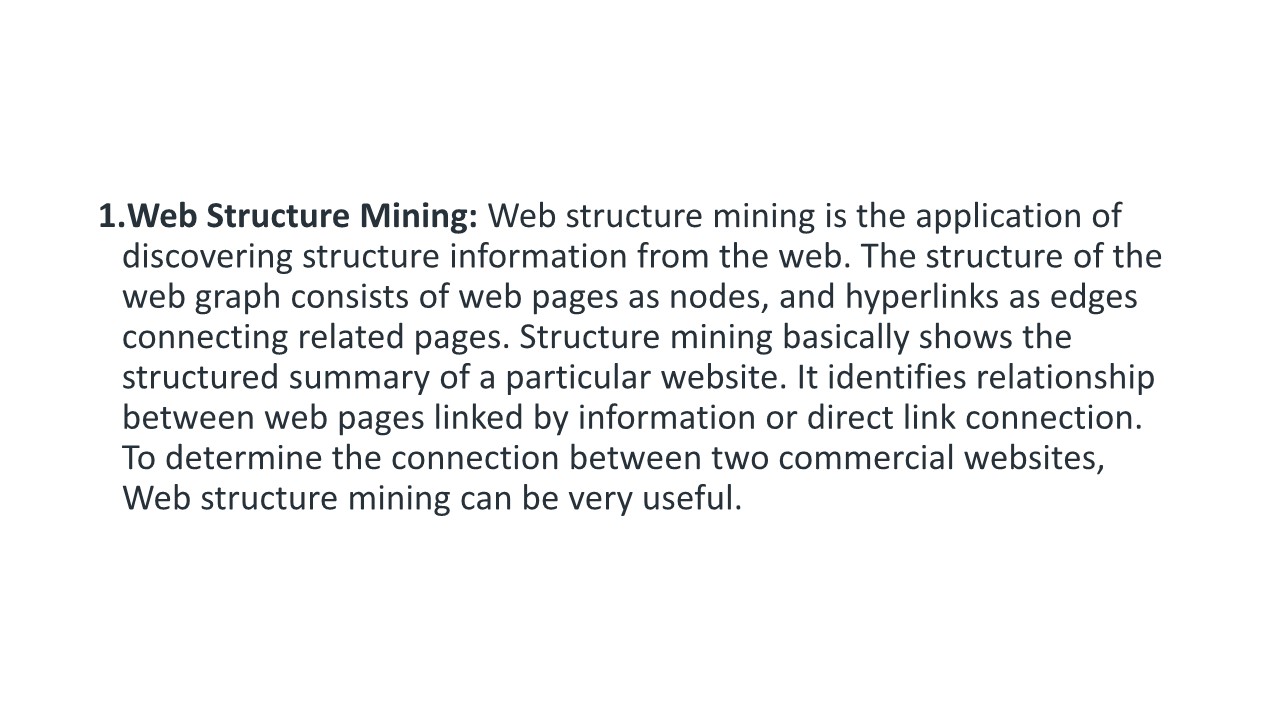 1.Web Structure Mining: Web structure mining is the application of
discovering structure information from the web. The structure of the
web graph consists of web pages as nodes, and hyperlinks as edges
connecting related pages. Structure mining basically shows the
structured summary of a particular website. It identifies relationship
between web pages linked by information or direct link connection.
To determine the connection between two commercial websites,
Web structure mining can be very useful.